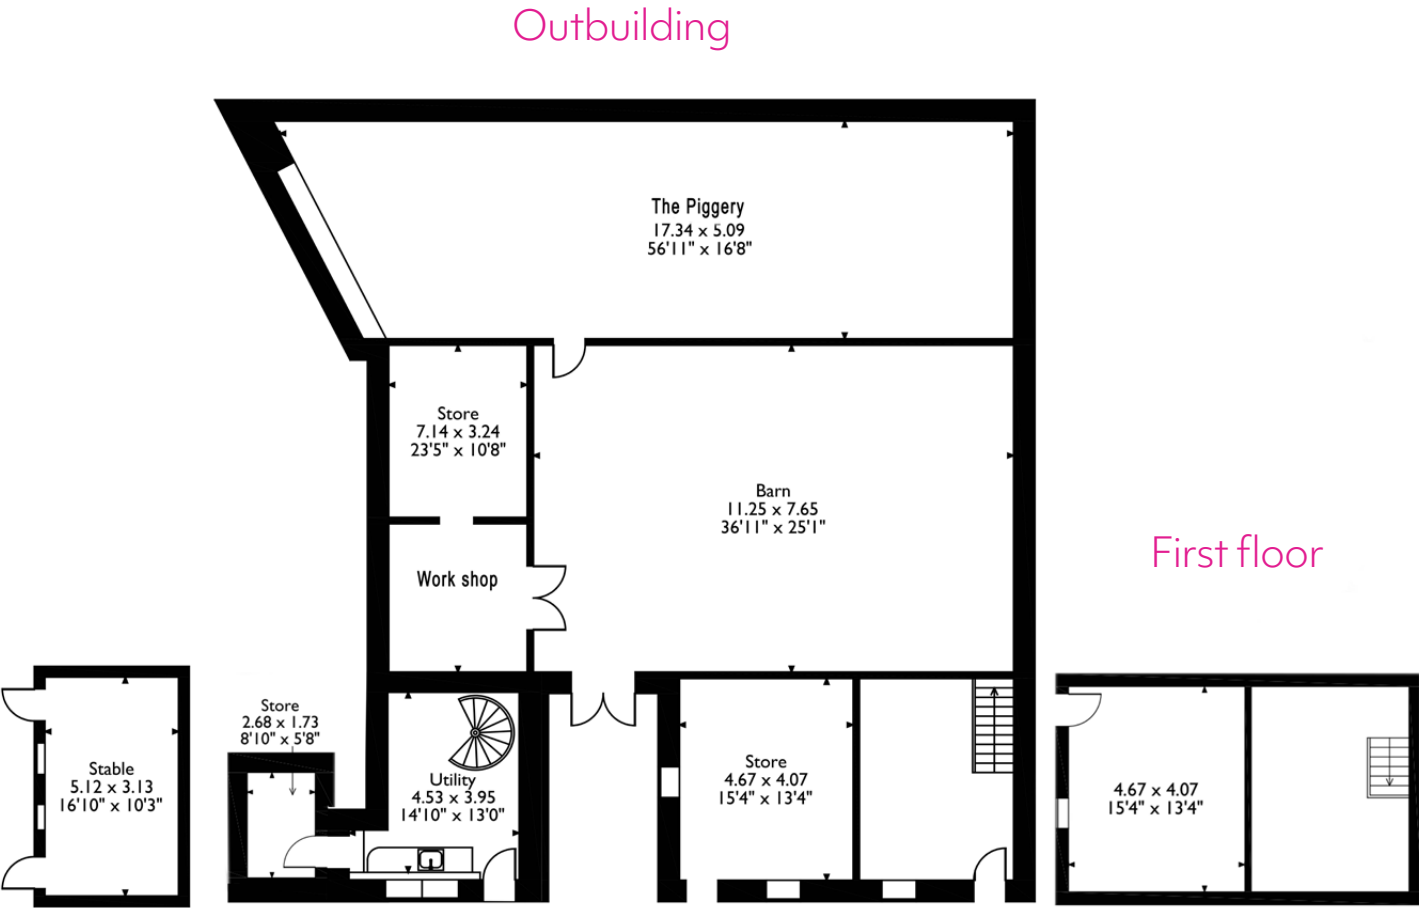 Outbuilding
The Piggery
17.34 x 5.09
56'11" x 16'8"
Store
7.14 x 3.24
23'5" x 10'8"
Barn
11.25 x 7.65
36'11" x 25'1"
Work shop
First floor
Store
2.68 x 1.73
8'10" x 5'8"
Stable
5.12 x 3.13
16'10" x 10'3"
Utility
4.53 x 3.95
14'10" x 13'0"
Store
4.67 x 4.07
15'4" x 13'4"
4.67 x 4.07
15'4" x 13'4"